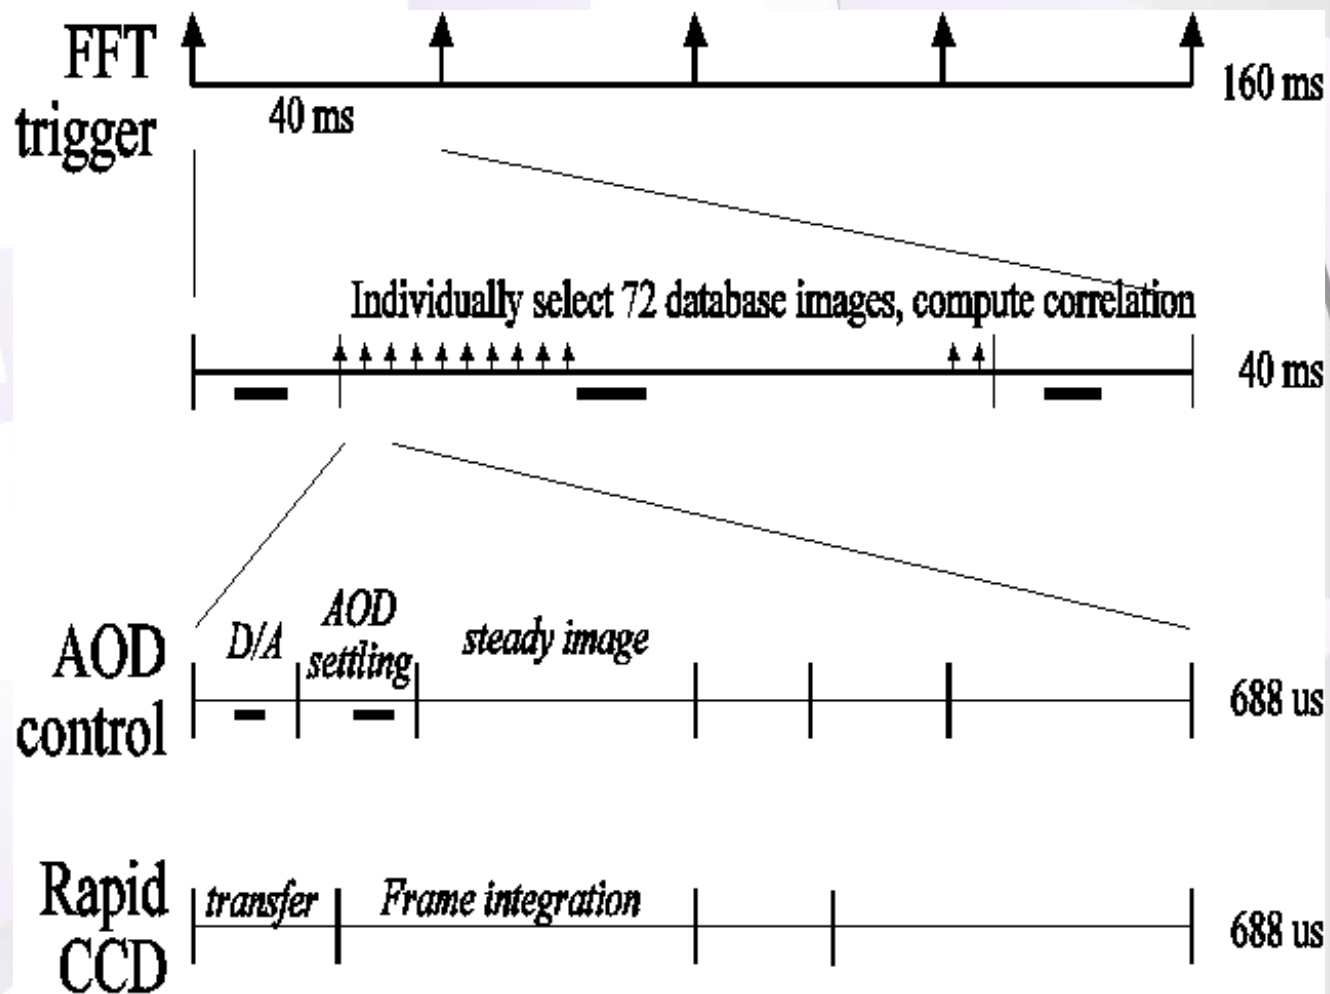 FFT
trigger
160 ms
40 ms
Individually select 72 database images, compute correlation
40 ms
AOD
control
D/A
AOD
settling
steady image
688 us
Rapid
CCD
transfer
Frame integration
688 us